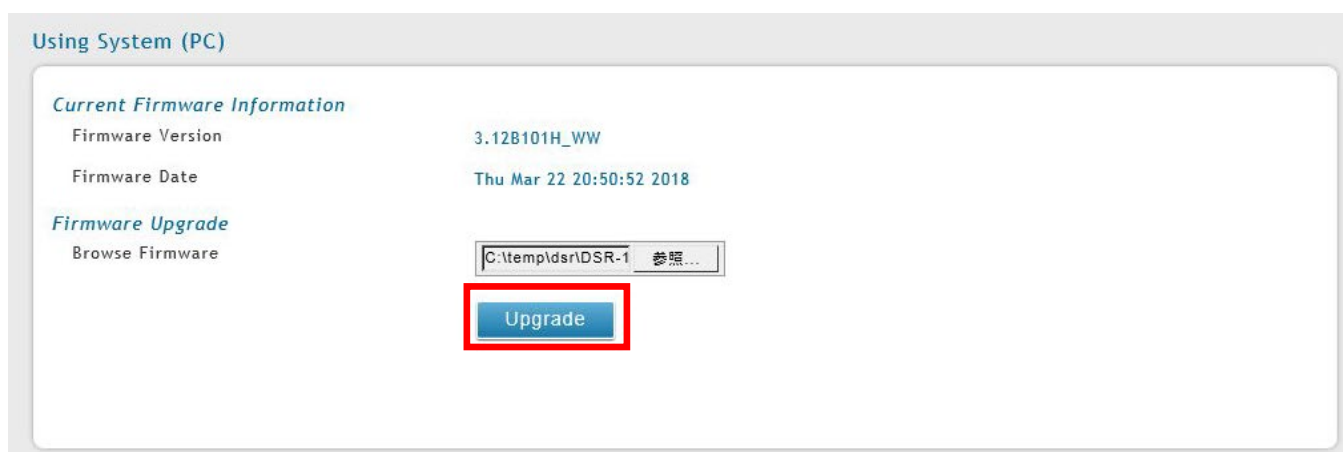 Using System (PC)
Current Firmware Information
Firmware Version 3.12B101H_WW
Firmware Date Thu Mar 22 20:50:52 2018
Firmware Upgrade
Browse Firmware C:\temp\dsr\DSR-1 参照...
Upgrade